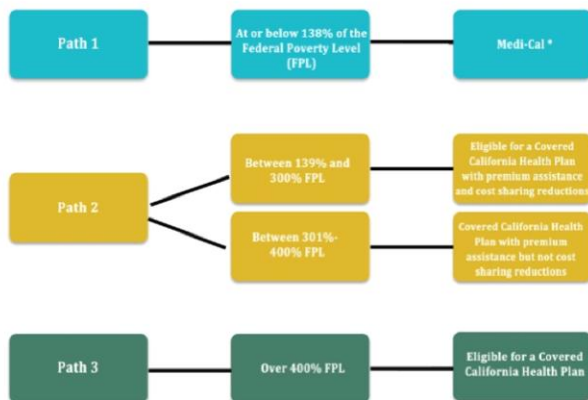 Path 1
At or below 138% of the
Federal Poverty Level
(FPL)
Medi-Cal *
Path 2
Between 139% and
300% FPL
Eligible for a Covered
California Health Plan
with premium assistance
and cost sharing reductions
Between 301%-
400% FPL
Covered California Health
Plan with premium
assistance but not cost
sharing reductions
Path 3
Over 400% FPL
Eligible for a Covered
California Health Plan